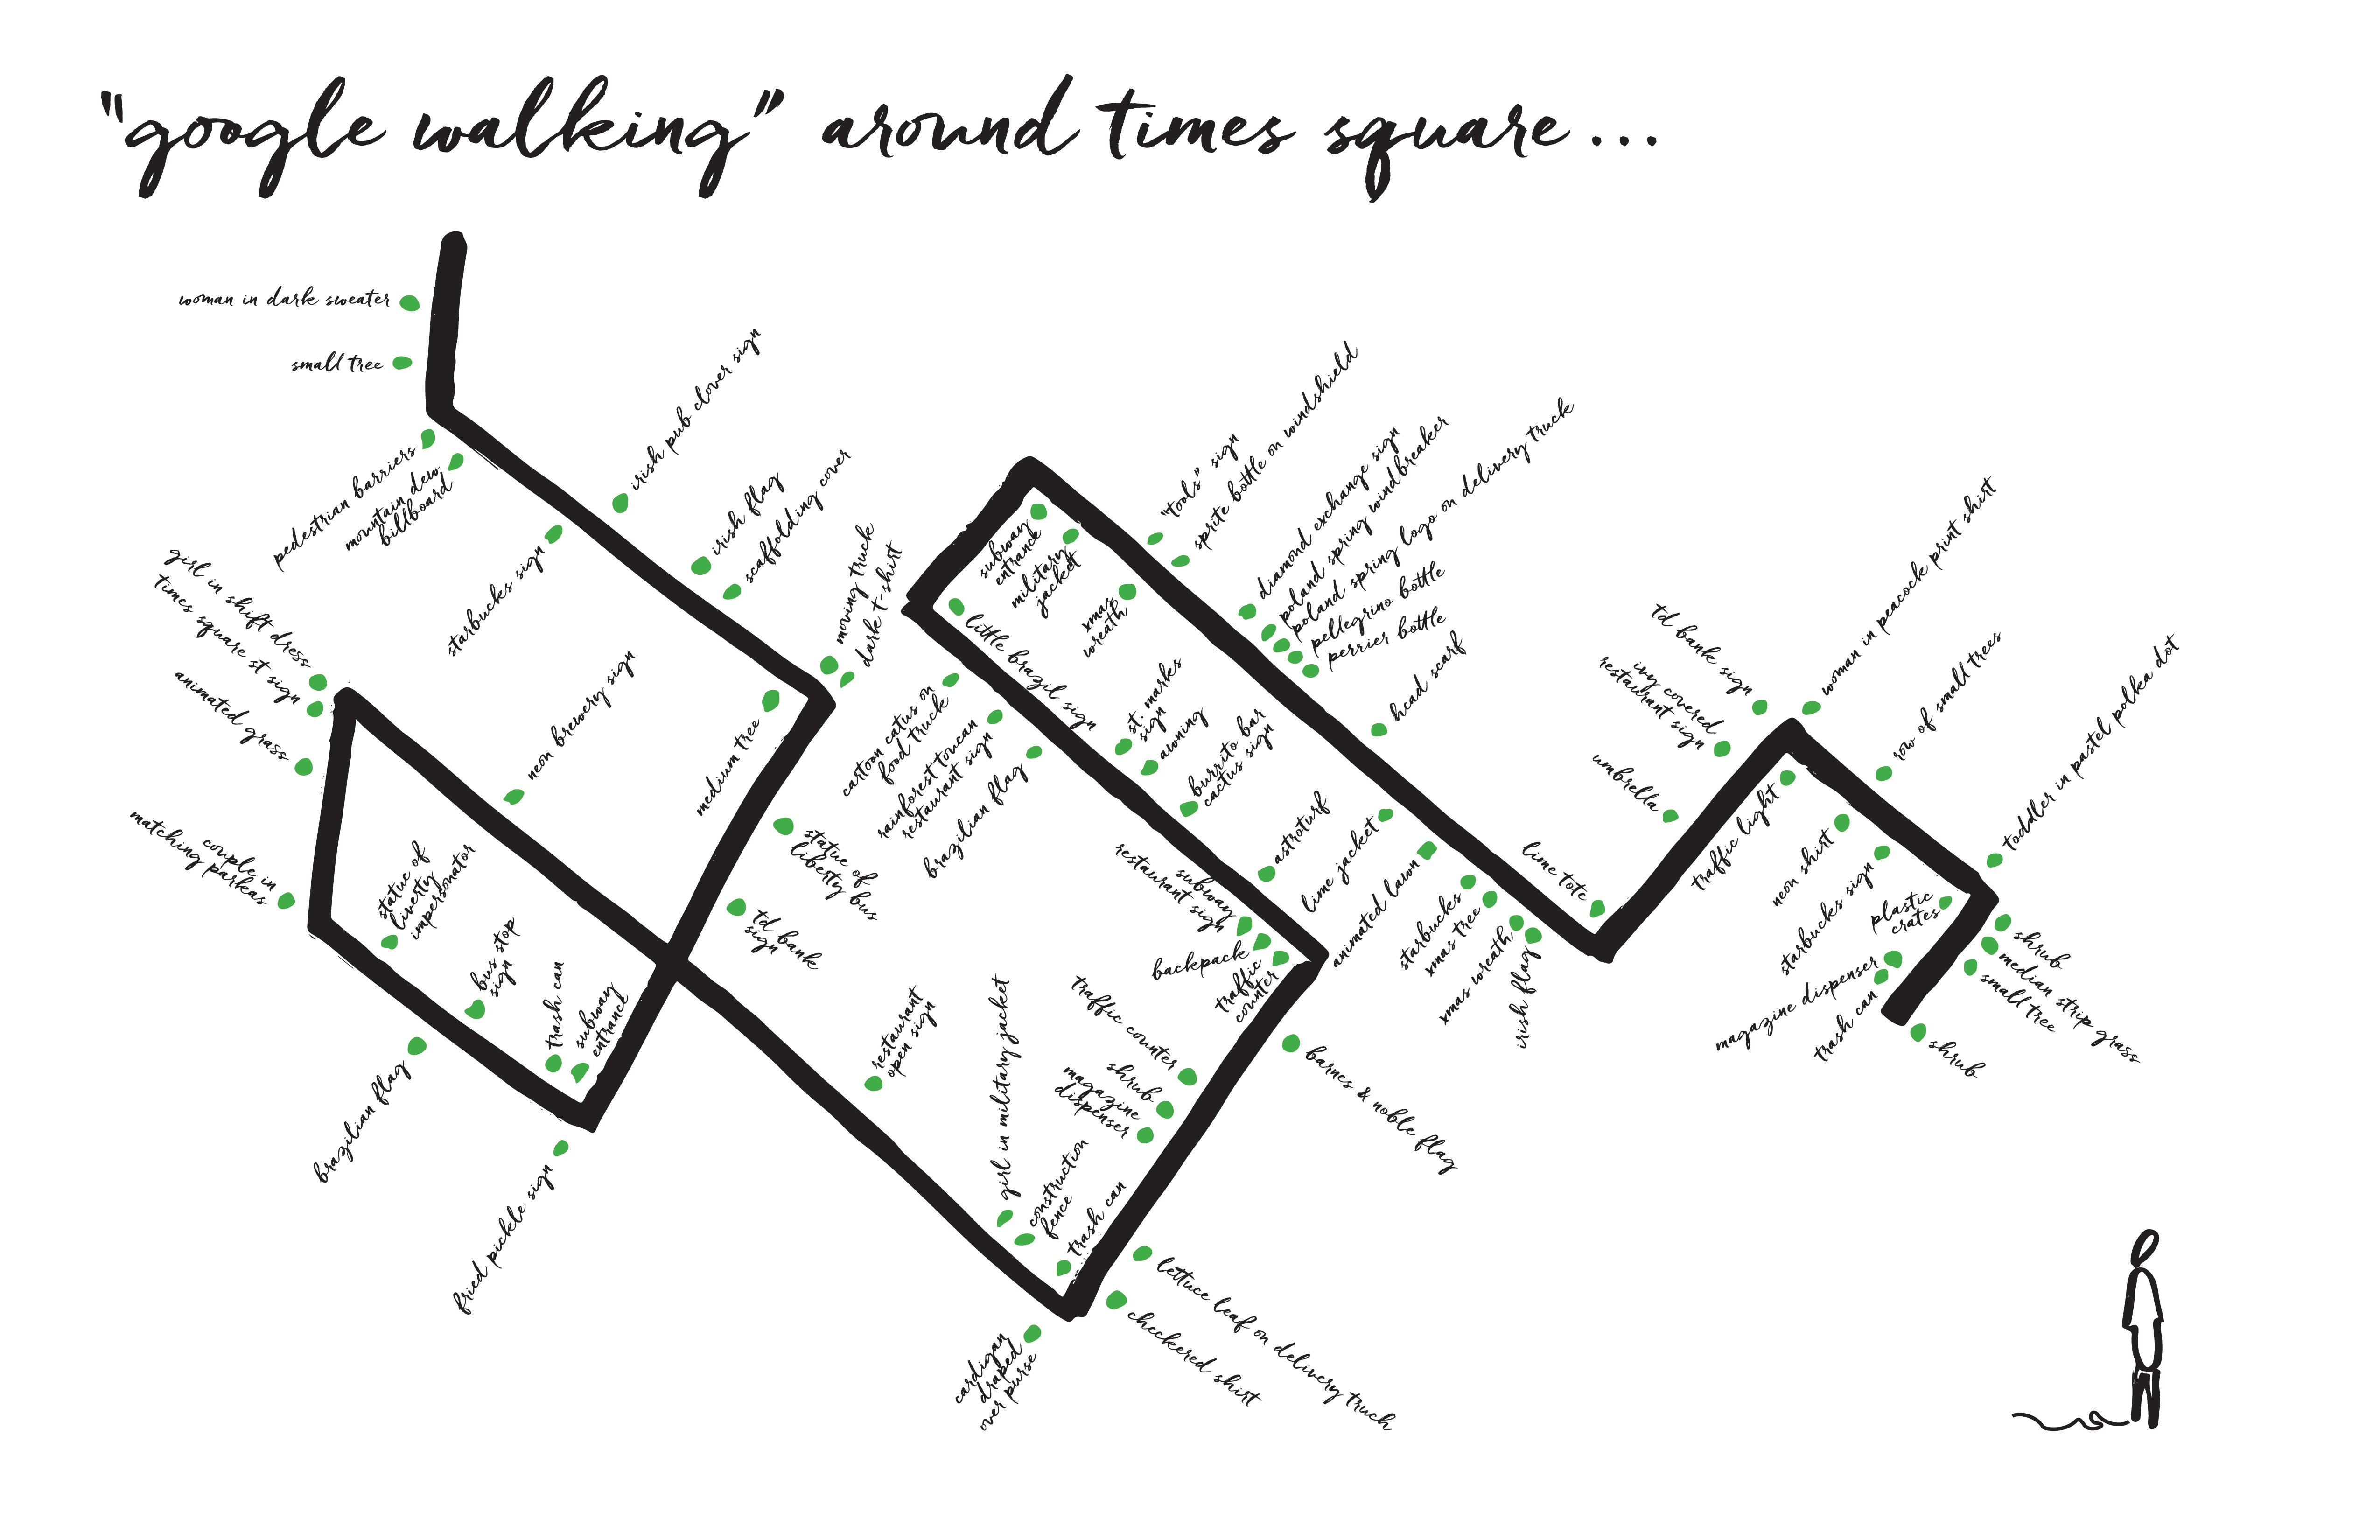 "google walking" around times square ...
woman in dark sweater
small tree
pedestrian barriers
mountain dew
billboard
starbucks sign
irish pub clover sign
irish flag
scaffolding cover
moving truck
dark t-shirt
medium tree
statue of
liberty bus
td bank
sign
subway
entrance
trash can
bus stop
sign
fried pickle sign
brazilian flag
statue of
liverty
impersonator
couple in
matching parkas
animated grass
times square st sign
girl in shift dress
neon brewery sign
restaurant
open sign
girl in military jacket
construction
fence
trash can
cardigan
draped
over purse
checkered shirt
lettuce leaf on delivery truch
magazine
dispenser
shrub
traffic counter
barnes & noble flag
traffic
counter
backpack
subway
restaurant sign
astroturf
burrito bar
cactus sign
awning
st. marks
sign
brazilian flag
rainforest toucan
restaurant sign
cartoon catus on
food truck
little brazil sign
subway
entrance
military
jacket
xmas
wreath
"tools" sign
sprite bottle on windshield
diamond exchange sign
poland spring windbreaker
poland spring logo on delivery truck
pellegrino bottle
perrier bottle
head scarf
lime jacket
animated lawn
starbucks
xmas tree
xmas wreath
irish flag
lime tote
umbrella
ivy covered
restaurant sign
td bank sign
woman in peacock print shirt
traffic light
row of small trees
neon shirt
starbucks sign
toddler in pastel polka dot
plastic
crates
shrub
median strip grass
small tree
magazine dispenser
trash can
shrub